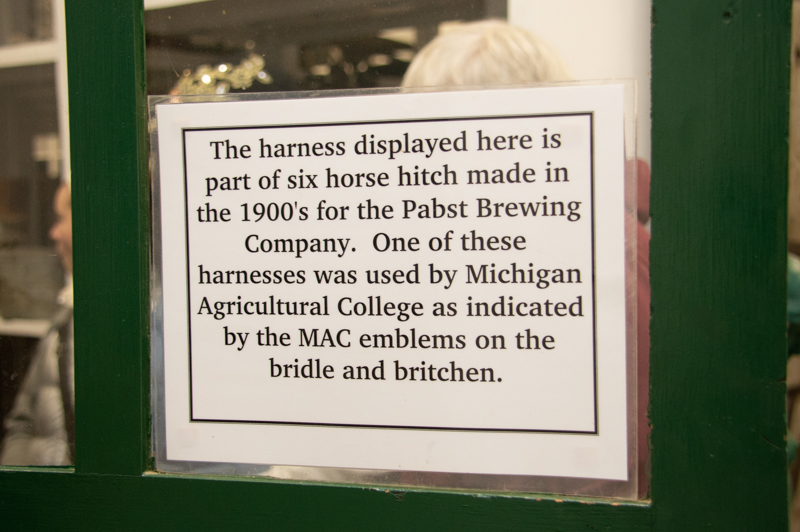 The harness displayed here is
part of six horse hitch made in
the 1900's for the Pabst Brewing
Company.  One of these
harnesses was used by Michigan
Agricultural College as indicated
by the MAC emblems on the
bridle and britchen.